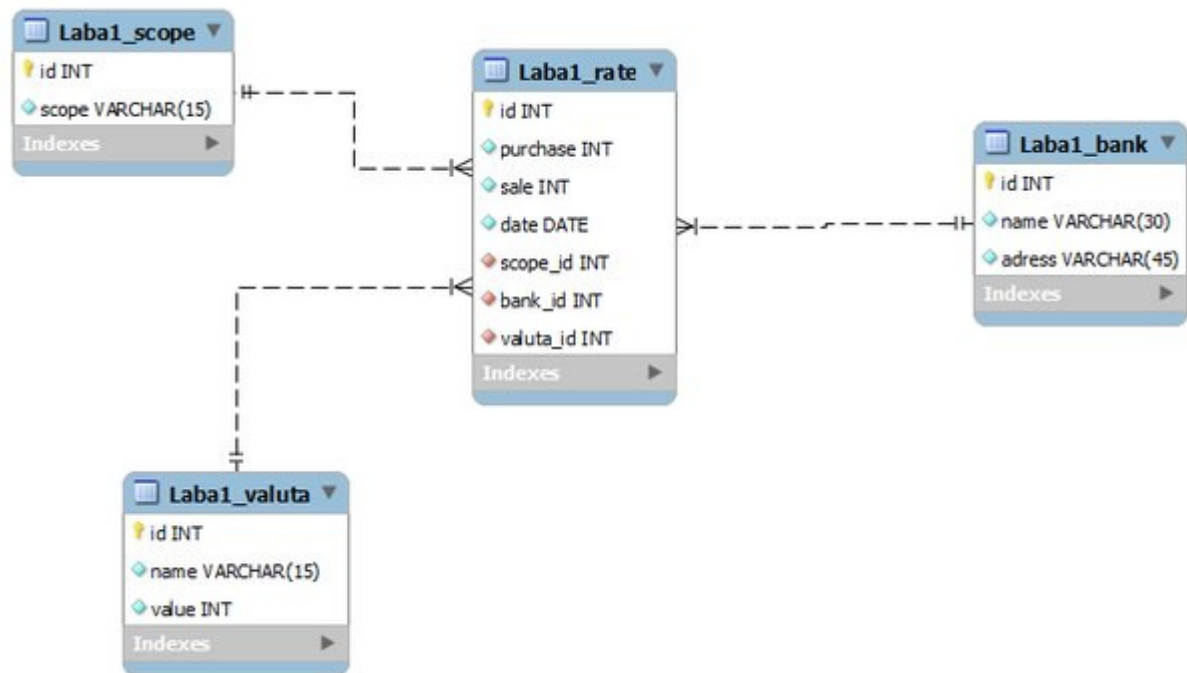 Laba1_scope
id INT
scope VARCHAR(15)
Indexes
Laba1_rate
id INT
purchase INT
sale INT
date DATE
scope_id INT
bank_id INT
valuta_id INT
Indexes
Laba1_bank
id INT
name VARCHAR(30)
adress VARCHAR(45)
Indexes
Laba1_valuta
id INT
name VARCHAR(15)
value INT
Indexes